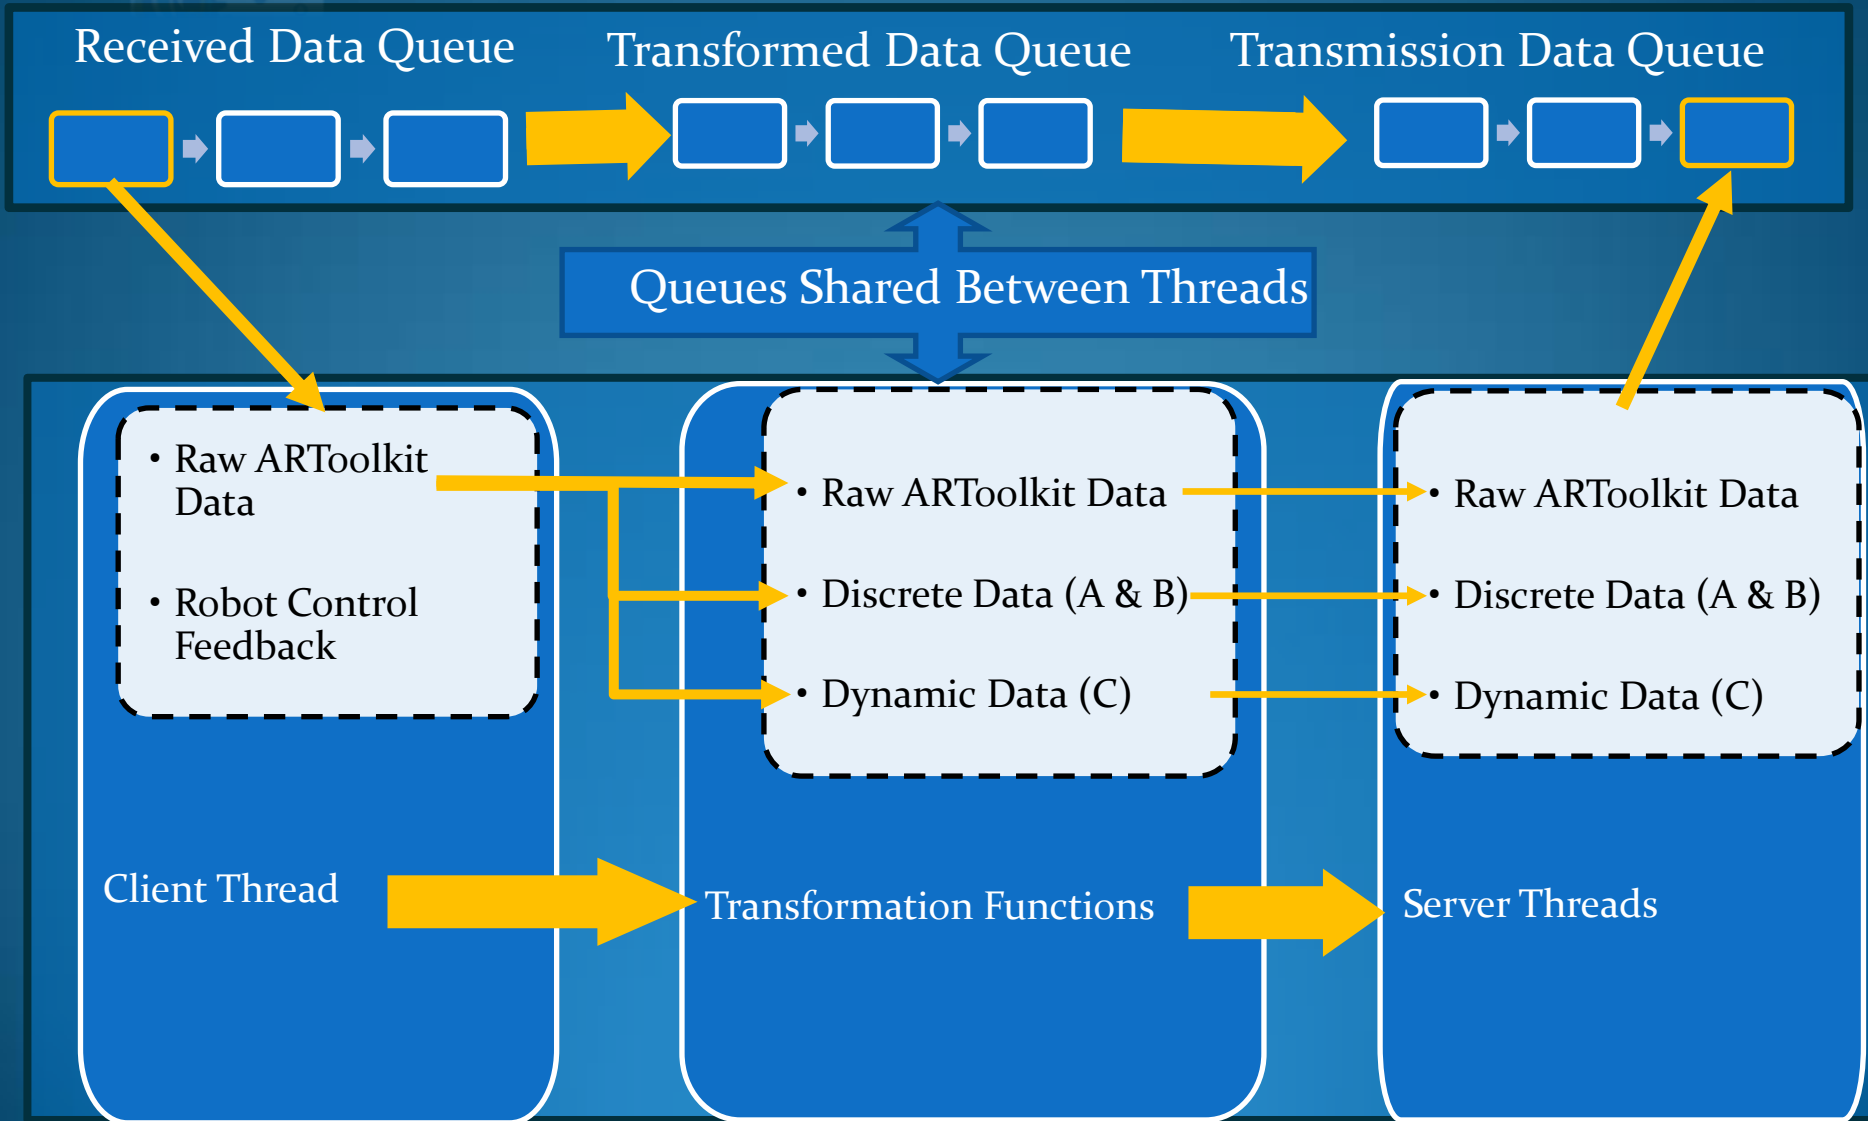 Received Data Queue
Transformed Data Queue
Transmission Data Queue
Queues Shared Between Threads
• Raw ARToolkit
Data
• Robot Control
Feedback
Client Thread
• Raw ARToolkit Data
• Discrete Data (A & B)
• Dynamic Data (C)
Transformation Functions
• Raw ARToolkit Data
• Discrete Data (A & B)
• Dynamic Data (C)
Server Threads